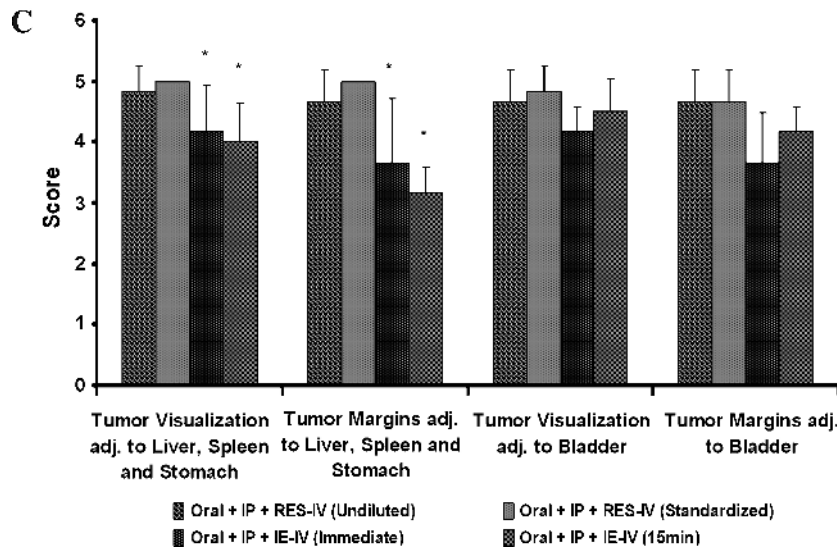 C
6
5
4
3
2
1
0
Score
* *
* *
Tumor Visualization
adj. to Liver, Spleen
and Stomach
Tumor Margins adj.
to Liver, Spleen and
Stomach
Tumor Visualization
adj. to Bladder
Tumor Margins adj.
to Bladder
Oral + IP + RES-IV (Undiluted)
Oral + IP + RES-IV (Standardized)
Oral + IP + IE-IV (Immediate)
Oral + IP + IE-IV (15min)